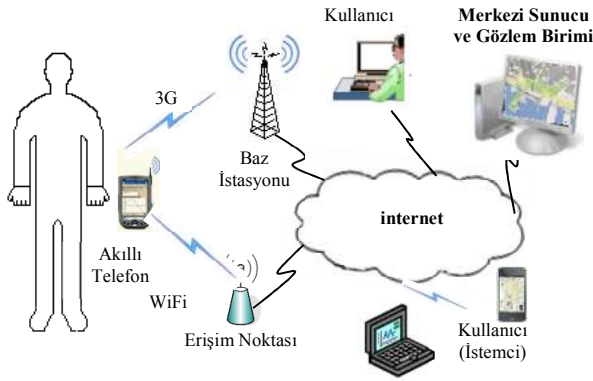 Kullanıcı
Merkezi Sunucu
ve Gözlem Birimi
3G
Baz
İstasyonu
internet
Akıllı
Telefon
WiFi
Erişim Noktası
Kullanıcı
(İstemci)